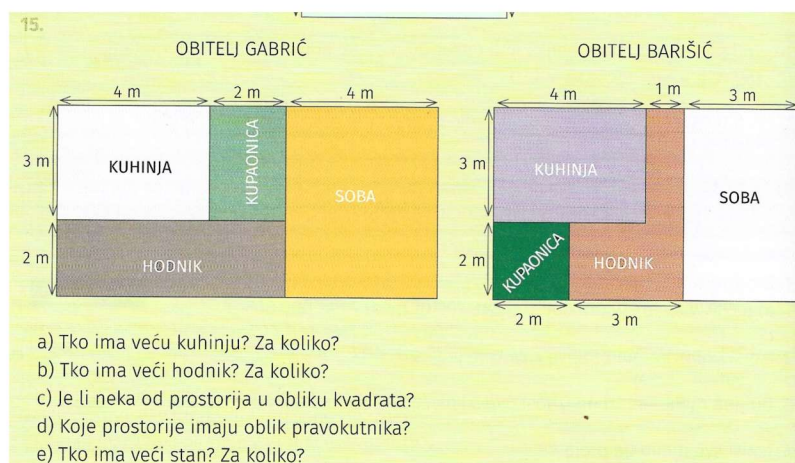 15.
OBITELJ GABRIĆ
4 m 2 m 4 m
3 m
KUHINJA
KUPAONICA
SOBA
2 m
HODNIK
OBITELJ BARIŠIĆ
4 m 1 m 3 m
3 m
KUHINJA
SOBA
2 m
KUPAONICA
HODNIK
2 m 3 m
a) Tko ima veću kuhinju? Za koliko?
b) Tko ima veći hodnik? Za koliko?
c) Je li neka od prostorija u obliku kvadrata?
d) Koje prostorije imaju oblik pravokutnika?
e) Tko ima veći stan? Za koliko?